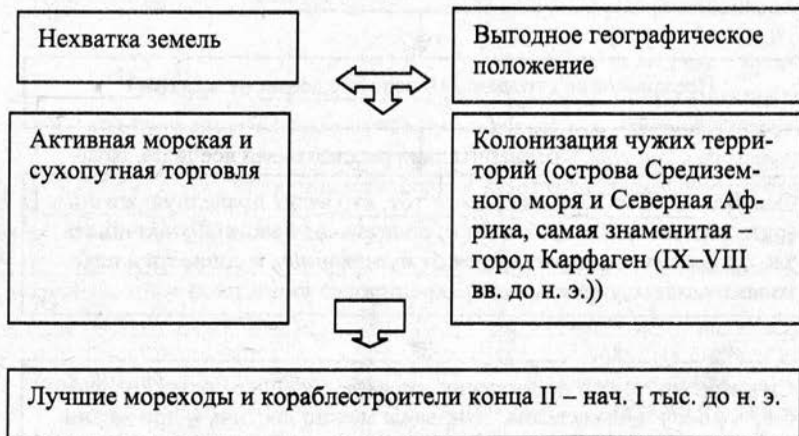 Нехватка земель
Выгодное географическое
положение
Активная морская и
сухопутная торговля
Колонизация чужих терри-
торий (острова Средизем-
ного моря и Северная Аф-
рика, самая знаменитая –
город Карфаген (IX–VIII
вв. до н. э.))
Лучшие мореходы и кораблестроители конца II – нач. I тыс. до н. э.